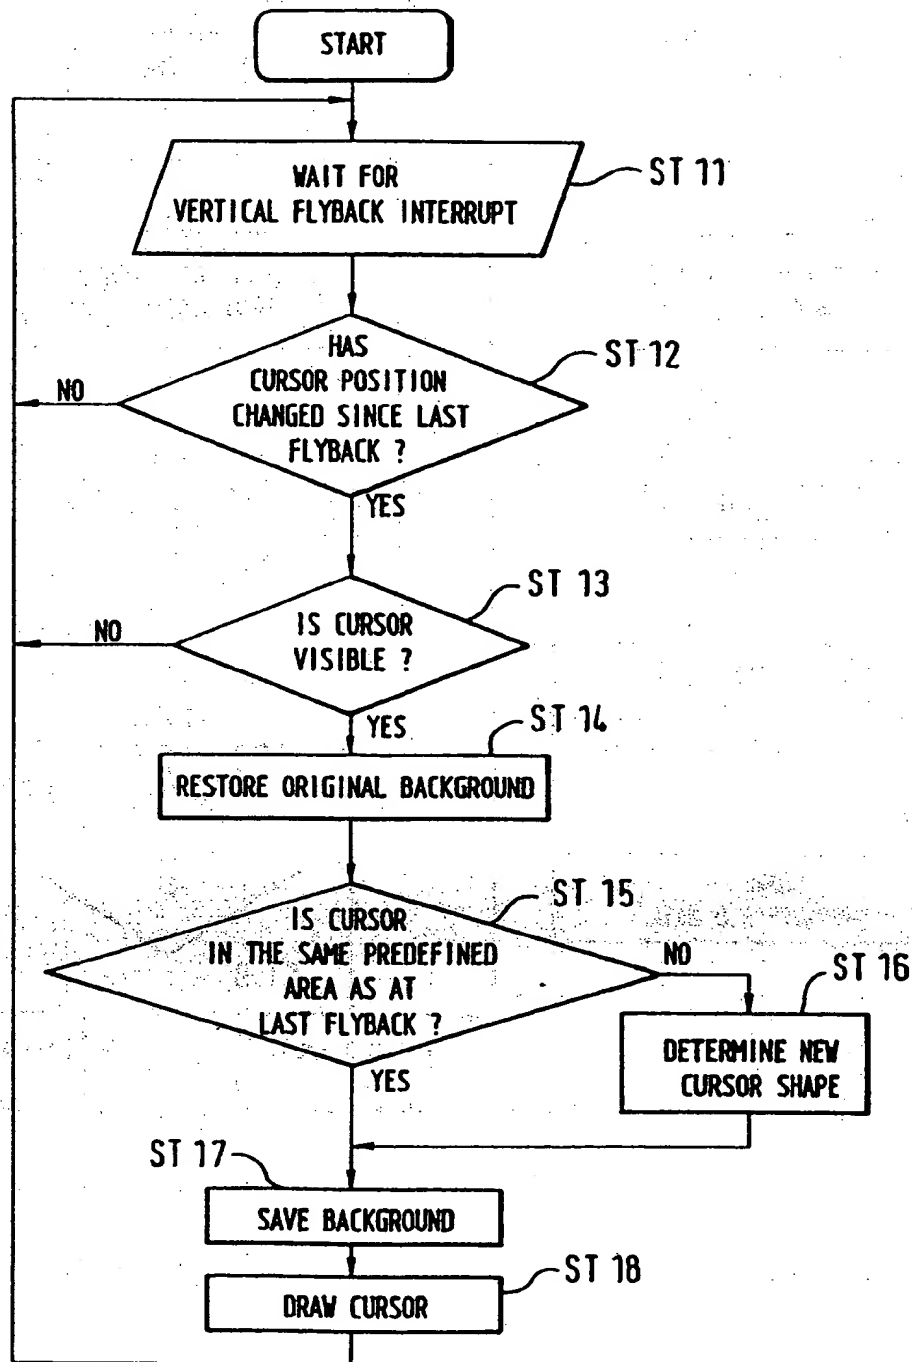 START
WAIT FOR
VERTICAL FLYBACK INTERRUPT
ST 11
HAS
CURSOR POSITION
CHANGED SINCE LAST
FLYBACK ?
ST 12
NO
YES
IS CURSOR
VISIBLE ?
ST 13
NO
YES
ST 14
RESTORE ORIGINAL BACKGROUND
ST 15
IS CURSOR
IN THE SAME PREDEFINED
AREA AS AT
LAST FLYBACK ?
NO
ST 16
DETERMINE NEW
CURSOR SHAPE
YES
ST 17
SAVE BACKGROUND
ST 18
DRAW CURSOR